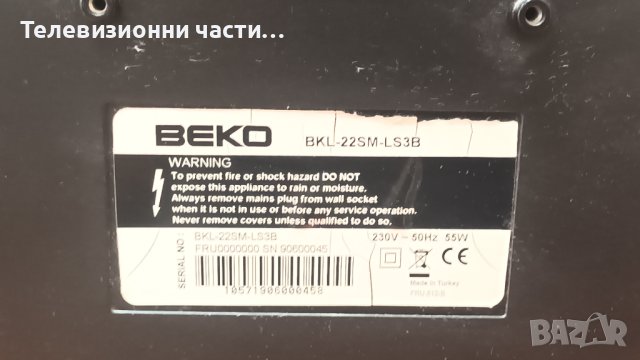 Телевизионни части…
BEKO
BKL-22SM-LS3B
WARNING
To prevent fire or shock hazard DO NOT
expose this appliance to rain or moisture.
Always remove mains plug from wall socket
when it is not in use or before any service operation.
Never remove covers unless qualified to do so.
SERIAL NO :
BKL-22SM-LS3B
FRU0000000 SN 90600045
230V ~ 50Hz 55W
10571906000458
Made in Turkey
BAZAR